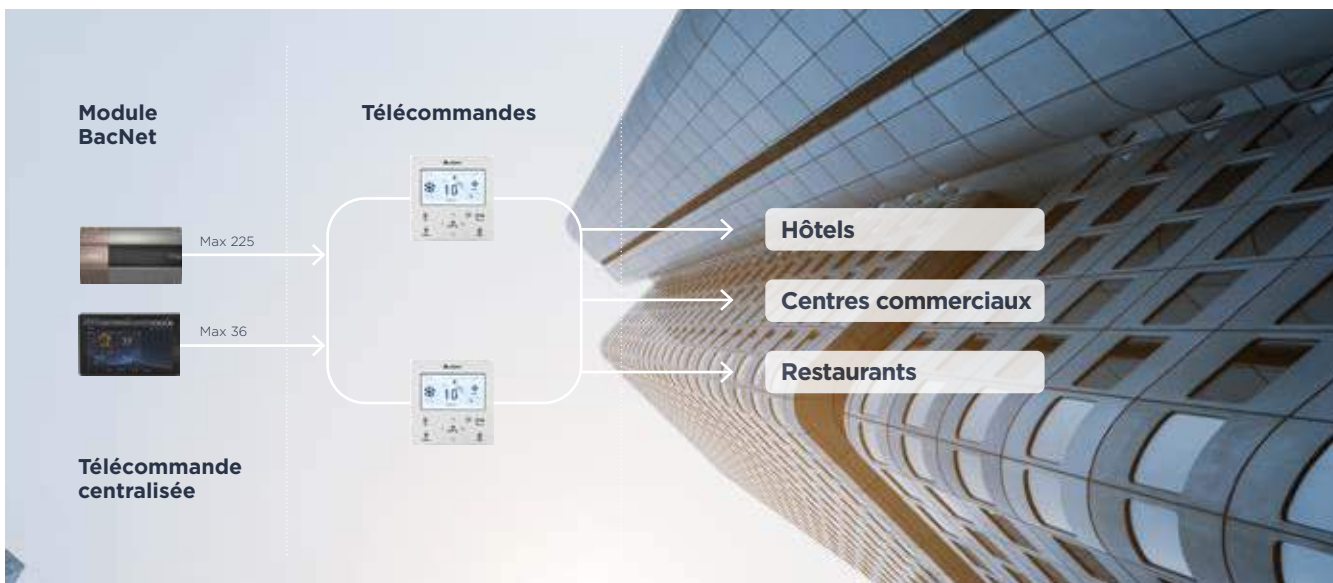 Module
BacNet
Télécommandes
Max 225
Max 36
Télécommande
centralisée
Hôtels
Centres commerciaux
Restaurants